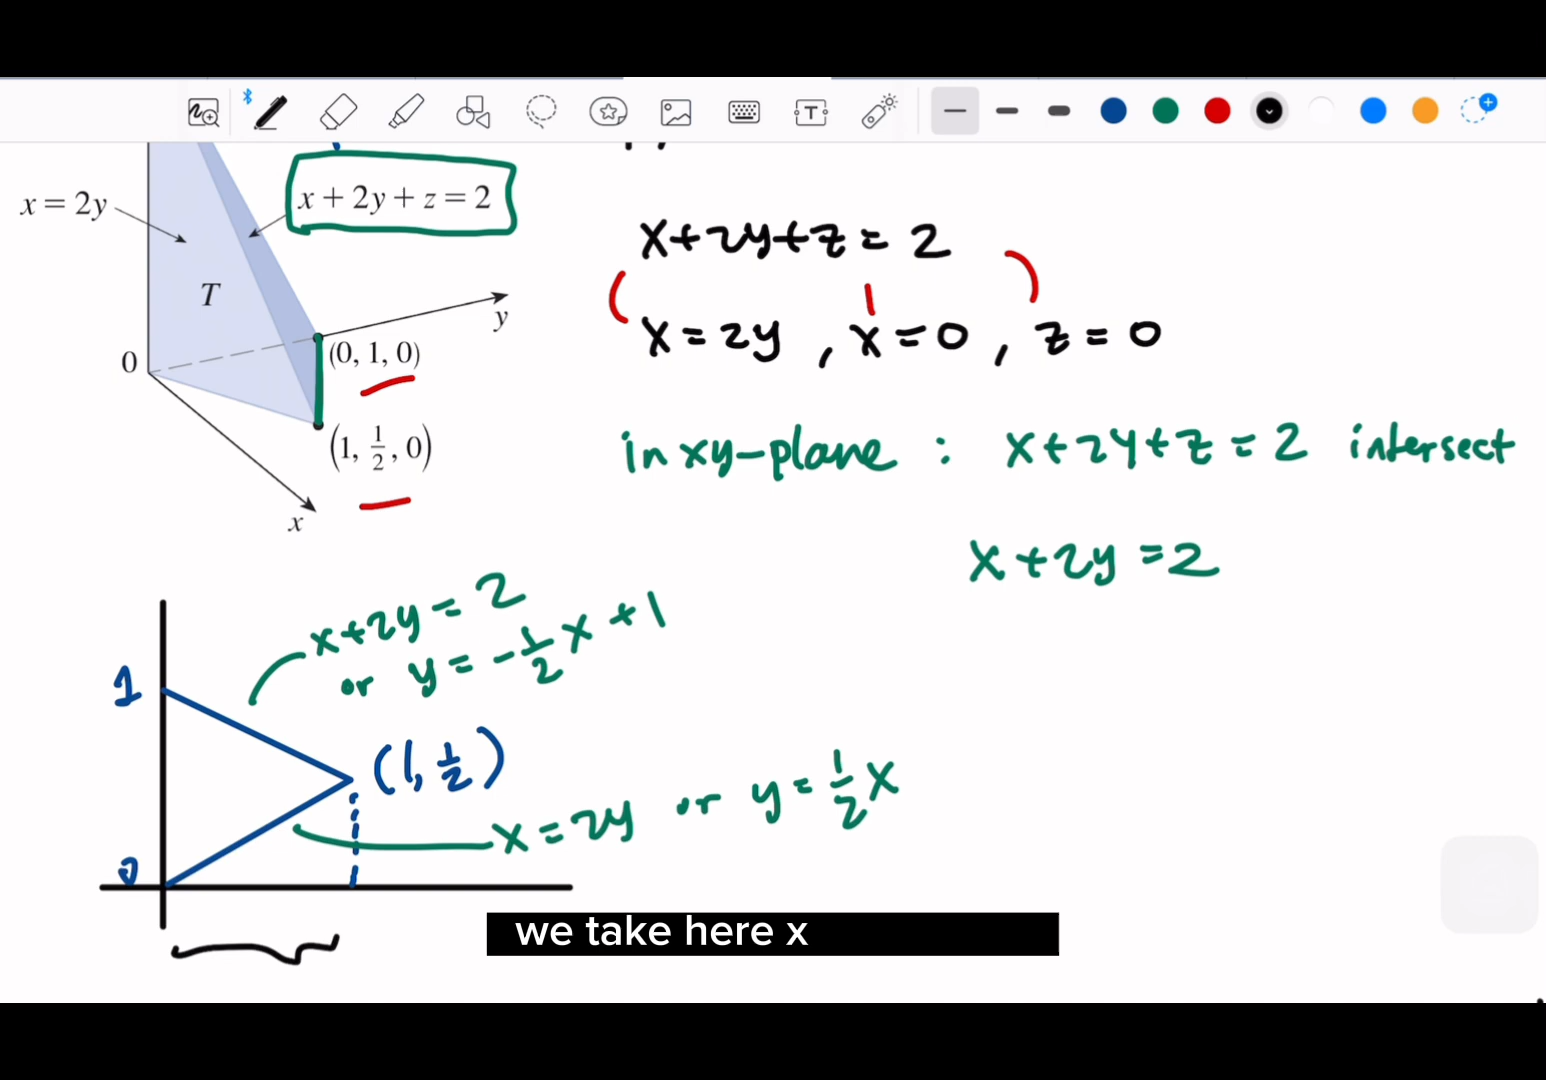 x = 2y
x + 2y + z = 2
T
0
y
(0, 1, 0)
(1, 1/2, 0)
x
x+2y+z = 2
x = 2y , x = 0 , z = 0
in xy-plane : x+2y+z = 2 intersect
x + 2y = 2
x+2y = 2
or y = -1/2 x + 1
1
(1, 1/2)
x = 2y or y = 1/2 x
0
we take here x